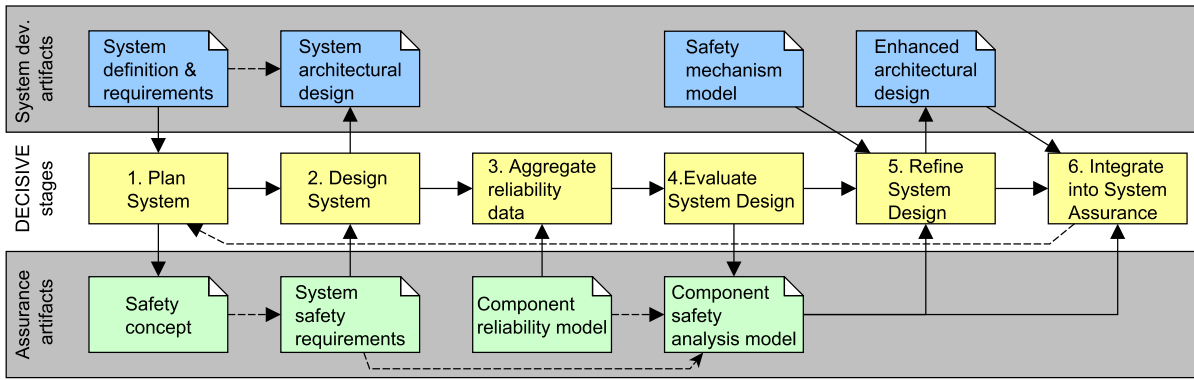 System dev.
artifacts
System
definition &
requirements
System
architectural
design
Safety
mechanism
model
Enhanced
architectural
design
DECISIVE
stages
1. Plan
System
2. Design
System
3. Aggregate
reliability
data
4.Evaluate
System Design
5. Refine
System
Design
6. Integrate
into System
Assurance
Assurance
artifacts
Safety
concept
System
safety
requirements
Component
reliability model
Component
safety
analysis model